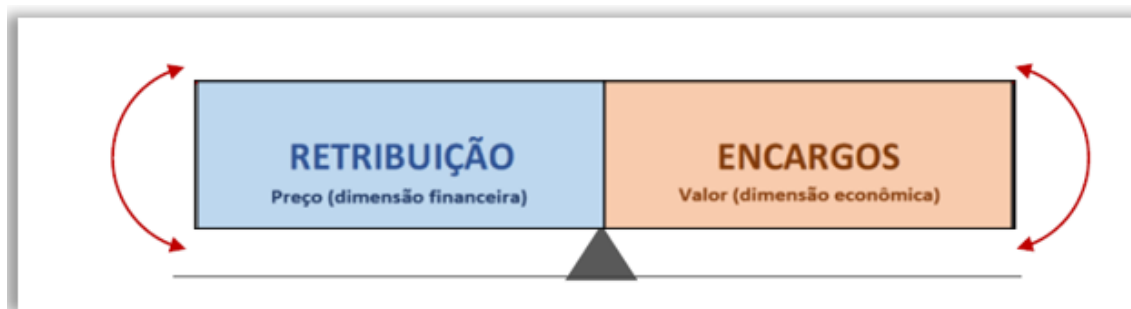 RETRIBUIÇÃO
Preço (dimensão financeira)
ENCARGOS
Valor (dimensão econômica)